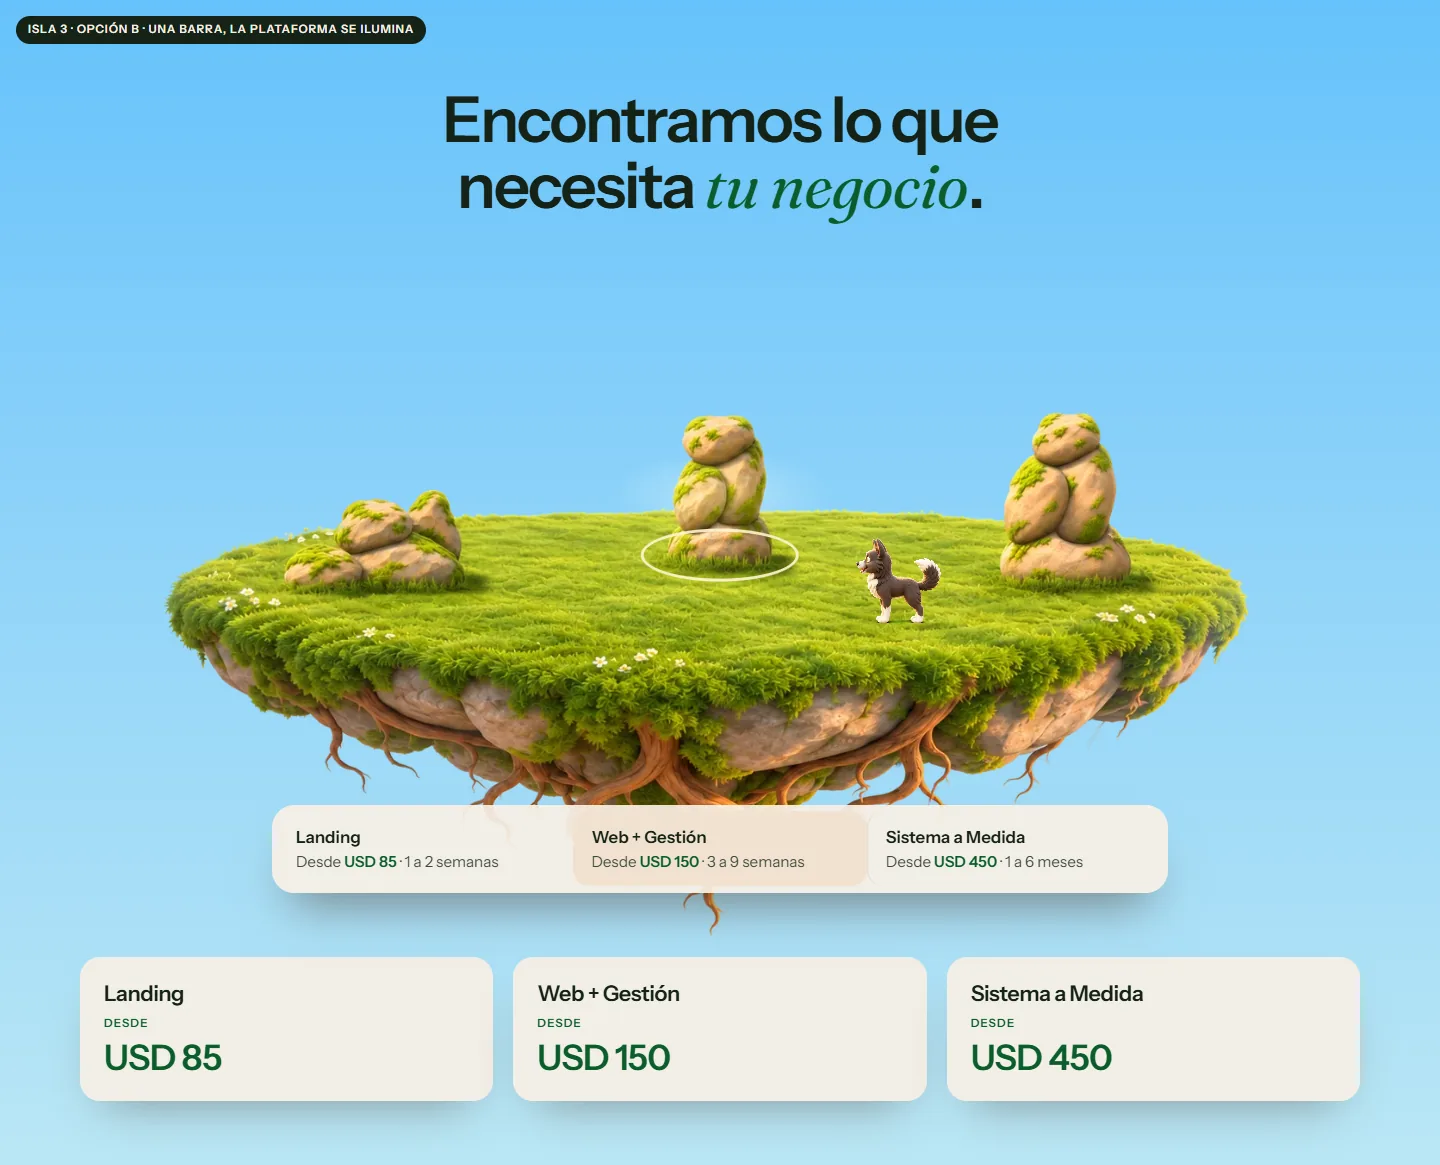 ISLA 3 · OPCIÓN B · UNA BARRA, LA PLATAFORMA SE ILUMINA
Encontramos lo que
necesita tu negocio.
Landing
Desde USD 85 · 1 a 2 semanas
Web + Gestión
Desde USD 150 · 3 a 9 semanas
Sistema a Medida
Desde USD 450 · 1 a 6 meses
Landing
DESDE
USD 85
Web + Gestión
DESDE
USD 150
Sistema a Medida
DESDE
USD 450